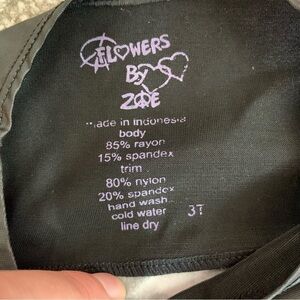 FLOWERS
By
ZOE
made in Indonesia
body
85% rayon
15% spandex
trim
80% nylon
20% spandex
hand wash
cold water 3T
line dry